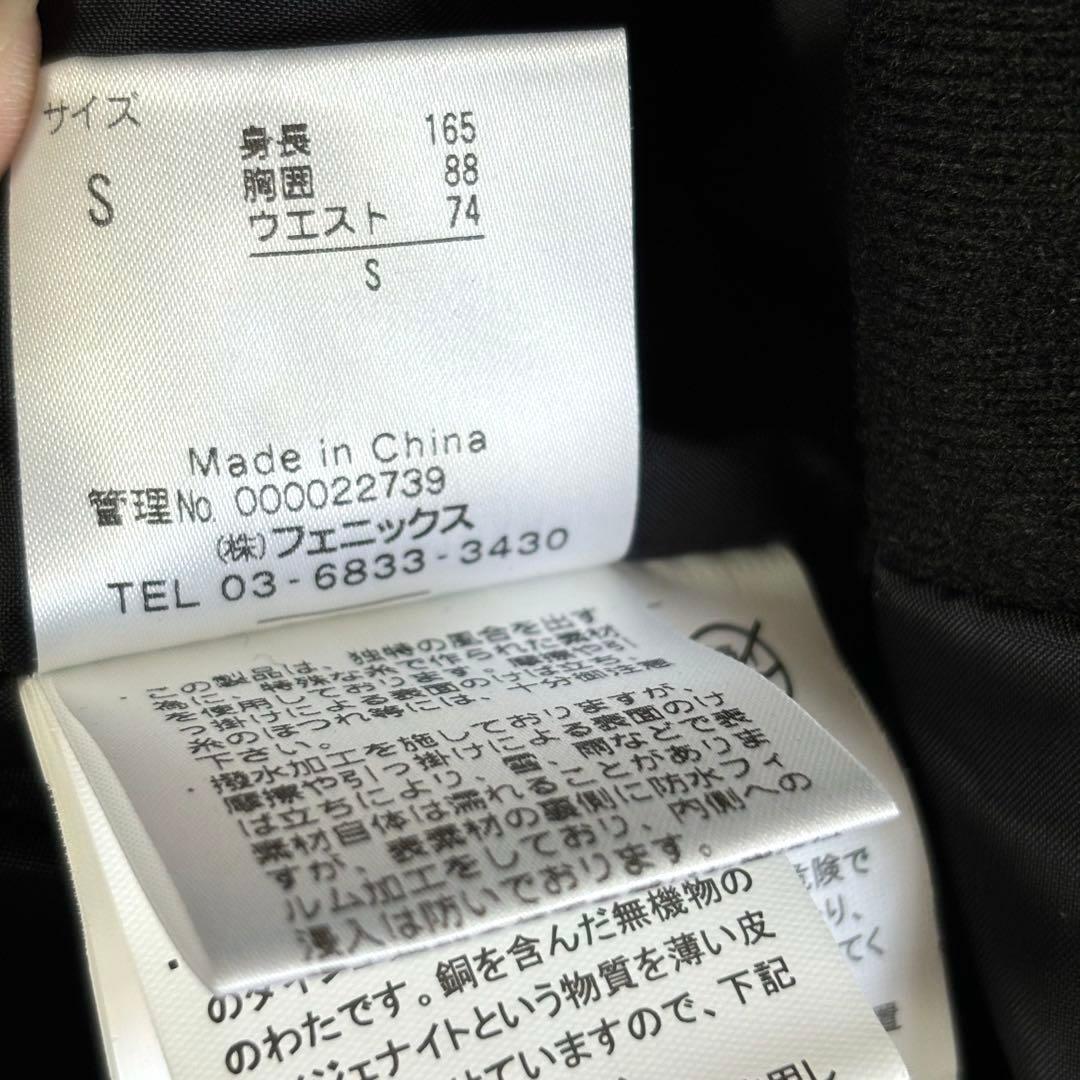 サイズ
S
身長 165
胸囲 88
ウエスト 74
S
Made in China
管理No. 000022739
(株)フェニックス
TEL 03-6833-3430
この製品は、独特の風合を出す
為に、特殊な糸で作られた素材
を使用しております。摩擦や引
っ掛けによる表面のけば立ち
糸のほつれ等には、十分御注意
下さい。
撥水加工を施しておりますが、
摩擦や引っ掛けによる表面のけ
ば立ちにより、雪、雨などで表
素材自体は濡れることがありま
すが、表素材の裏側に防水フィ
ルム加工をしており、内側への
浸入は防いでおります。
のわたです。銅を含んだ無機物の
ジェナイトという物質を薄い皮
せていますので、下記
用し
険で
り、
てく